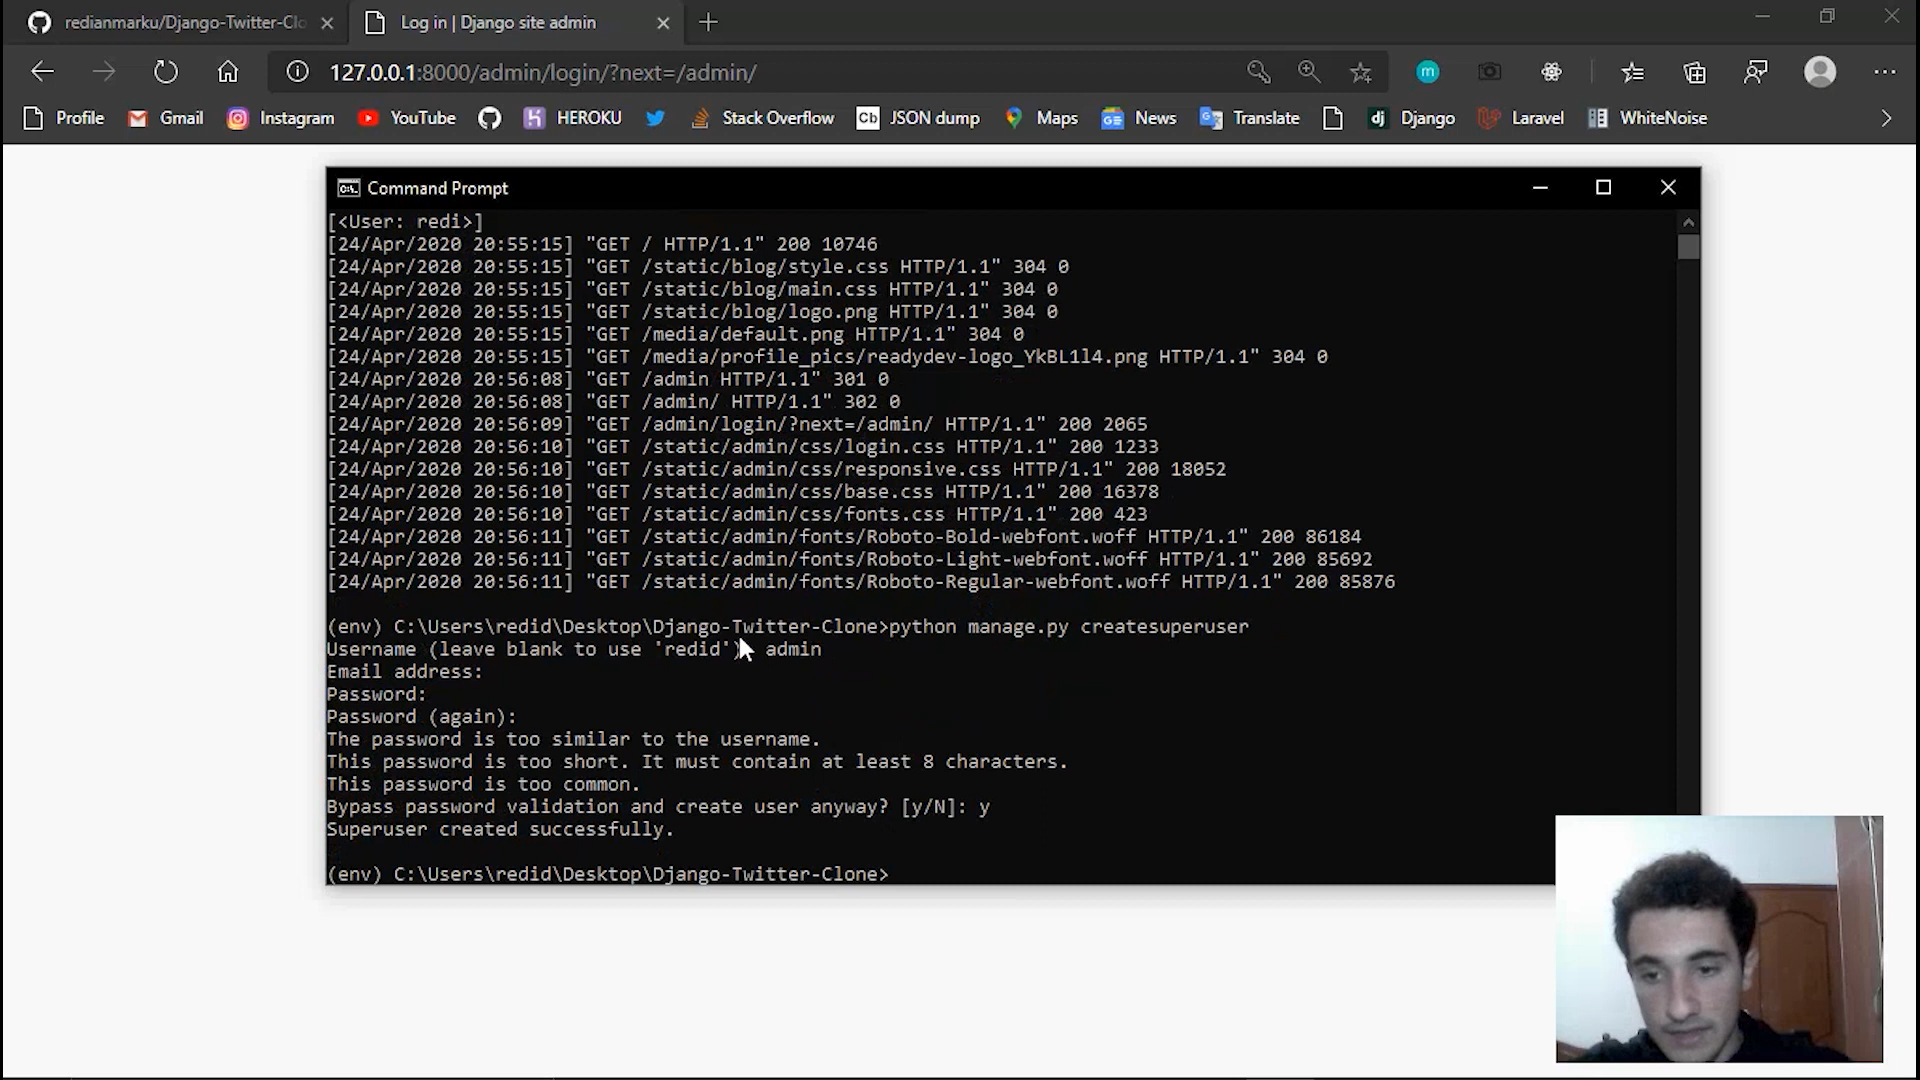 redianmarku/Django-Twitter-Clo
Log in | Django site admin
127.0.0.1:8000/admin/login/?next=/admin/
Profile
Gmail
Instagram
YouTube
HEROKU
Stack Overflow
Cb JSON dump
Maps
News
Translate
dj Django
Laravel
WhiteNoise
m
Command Prompt
[<User: redi>]
[24/Apr/2020 20:55:15] "GET / HTTP/1.1" 200 10746
[24/Apr/2020 20:55:15] "GET /static/blog/style.css HTTP/1.1" 304 0
[24/Apr/2020 20:55:15] "GET /static/blog/main.css HTTP/1.1" 304 0
[24/Apr/2020 20:55:15] "GET /static/blog/logo.png HTTP/1.1" 304 0
[24/Apr/2020 20:55:15] "GET /media/default.png HTTP/1.1" 304 0
[24/Apr/2020 20:55:15] "GET /media/profile_pics/readydev-logo_YkBL1l4.png HTTP/1.1" 304 0
[24/Apr/2020 20:56:08] "GET /admin HTTP/1.1" 301 0
[24/Apr/2020 20:56:08] "GET /admin/ HTTP/1.1" 302 0
[24/Apr/2020 20:56:09] "GET /admin/login/?next=/admin/ HTTP/1.1" 200 2065
[24/Apr/2020 20:56:10] "GET /static/admin/css/login.css HTTP/1.1" 200 1233
[24/Apr/2020 20:56:10] "GET /static/admin/css/responsive.css HTTP/1.1" 200 18052
[24/Apr/2020 20:56:10] "GET /static/admin/css/base.css HTTP/1.1" 200 16378
[24/Apr/2020 20:56:10] "GET /static/admin/css/fonts.css HTTP/1.1" 200 423
[24/Apr/2020 20:56:11] "GET /static/admin/fonts/Roboto-Bold-webfont.woff HTTP/1.1" 200 86184
[24/Apr/2020 20:56:11] "GET /static/admin/fonts/Roboto-Light-webfont.woff HTTP/1.1" 200 85692
[24/Apr/2020 20:56:11] "GET /static/admin/fonts/Roboto-Regular-webfont.woff HTTP/1.1" 200 85876
(env) C:\Users\redid\Desktop\Django-Twitter-Clone>python manage.py createsuperuser
Username (leave blank to use 'redid') admin
Email address:
Password:
Password (again):
The password is too similar to the username.
This password is too short. It must contain at least 8 characters.
This password is too common.
Bypass password validation and create user anyway? [y/N]: y
Superuser created successfully.
(env) C:\Users\redid\Desktop\Django-Twitter-Clone>